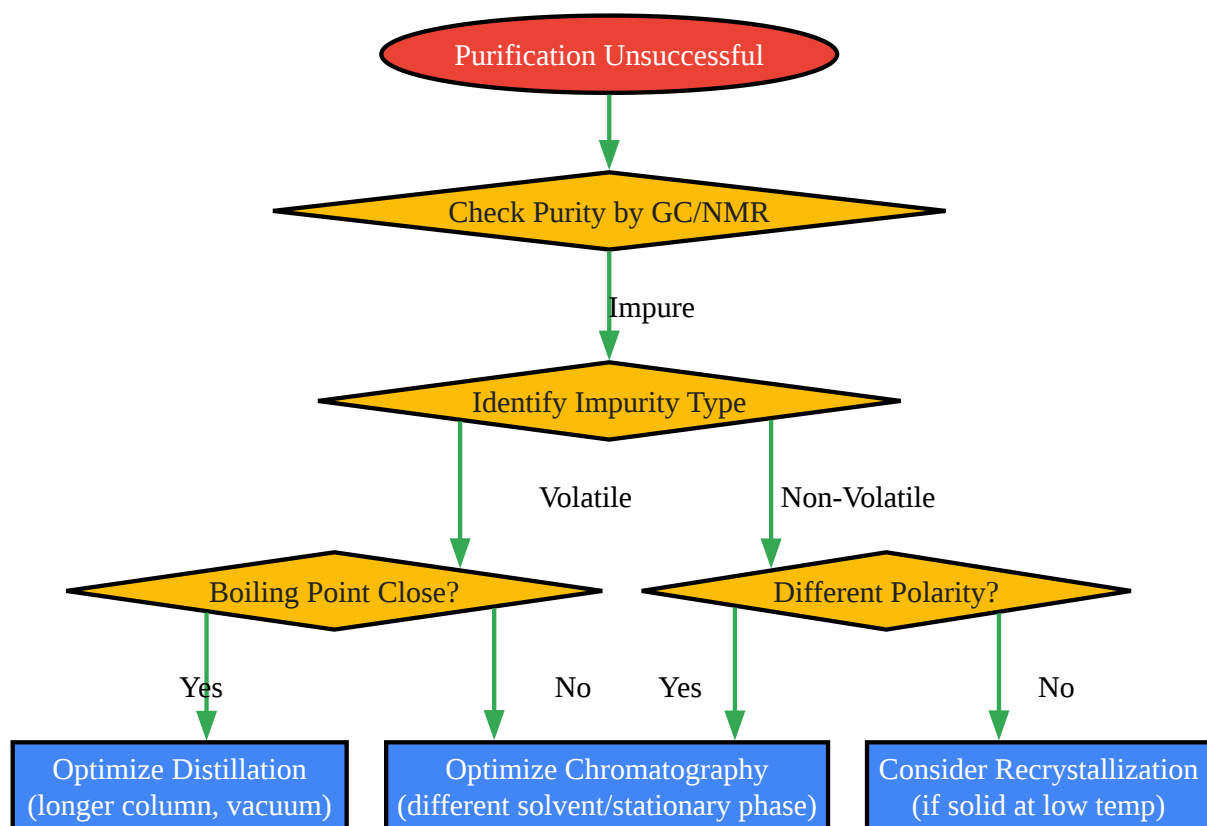 Purification Unsuccessful
Check Purity by GC/NMR
Impure
Identify Impurity Type
Volatile
Non-Volatile
Boiling Point Close?
Different Polarity?
Yes
No
Yes
No
Optimize Distillation
(longer column, vacuum)
Optimize Chromatography
(different solvent/stationary phase)
Consider Recrystallization
(if solid at low temp)